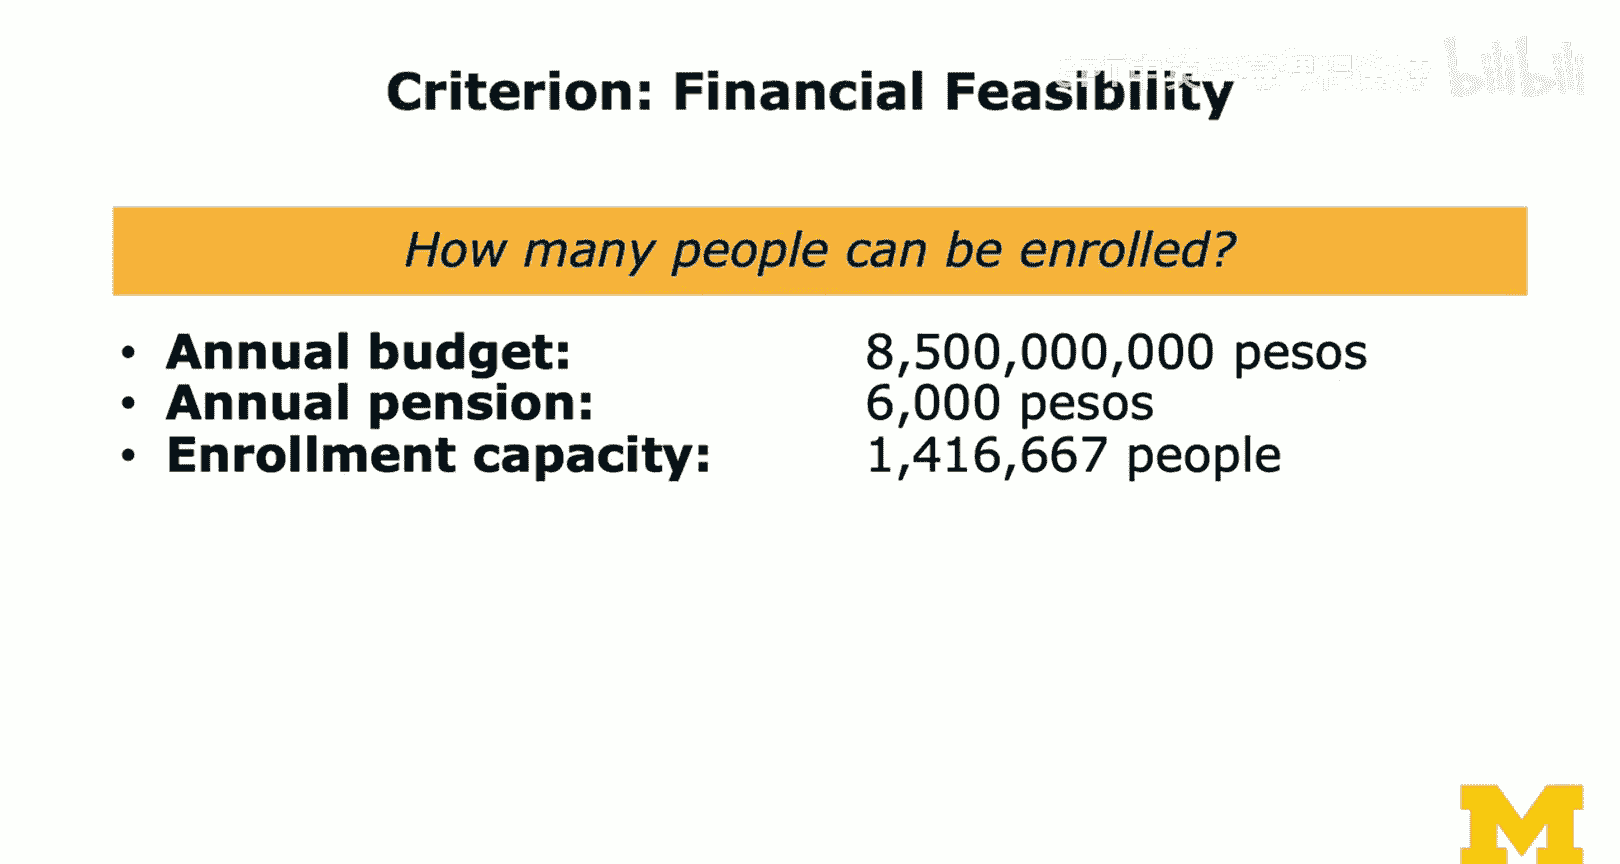 bilibili
Criterion: Financial Feasibility
How many people can be enrolled?
• Annual budget: 8,500,000,000 pesos
• Annual pension: 6,000 pesos
• Enrollment capacity: 1,416,667 people
M